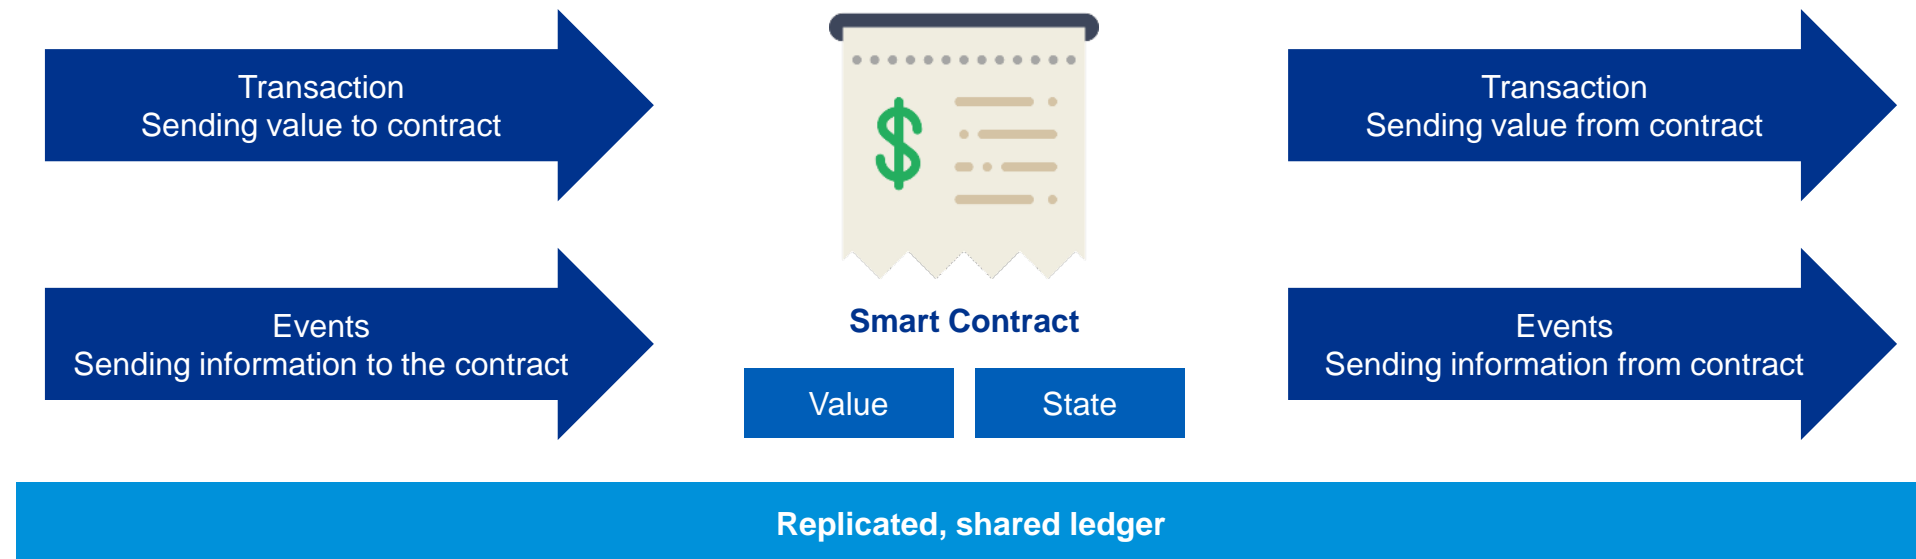 Transaction
Sending value to contract
Events
Sending information to the contract
Smart Contract
Value
State
Transaction
Sending value from contract
Events
Sending information from contract
Replicated, shared ledger